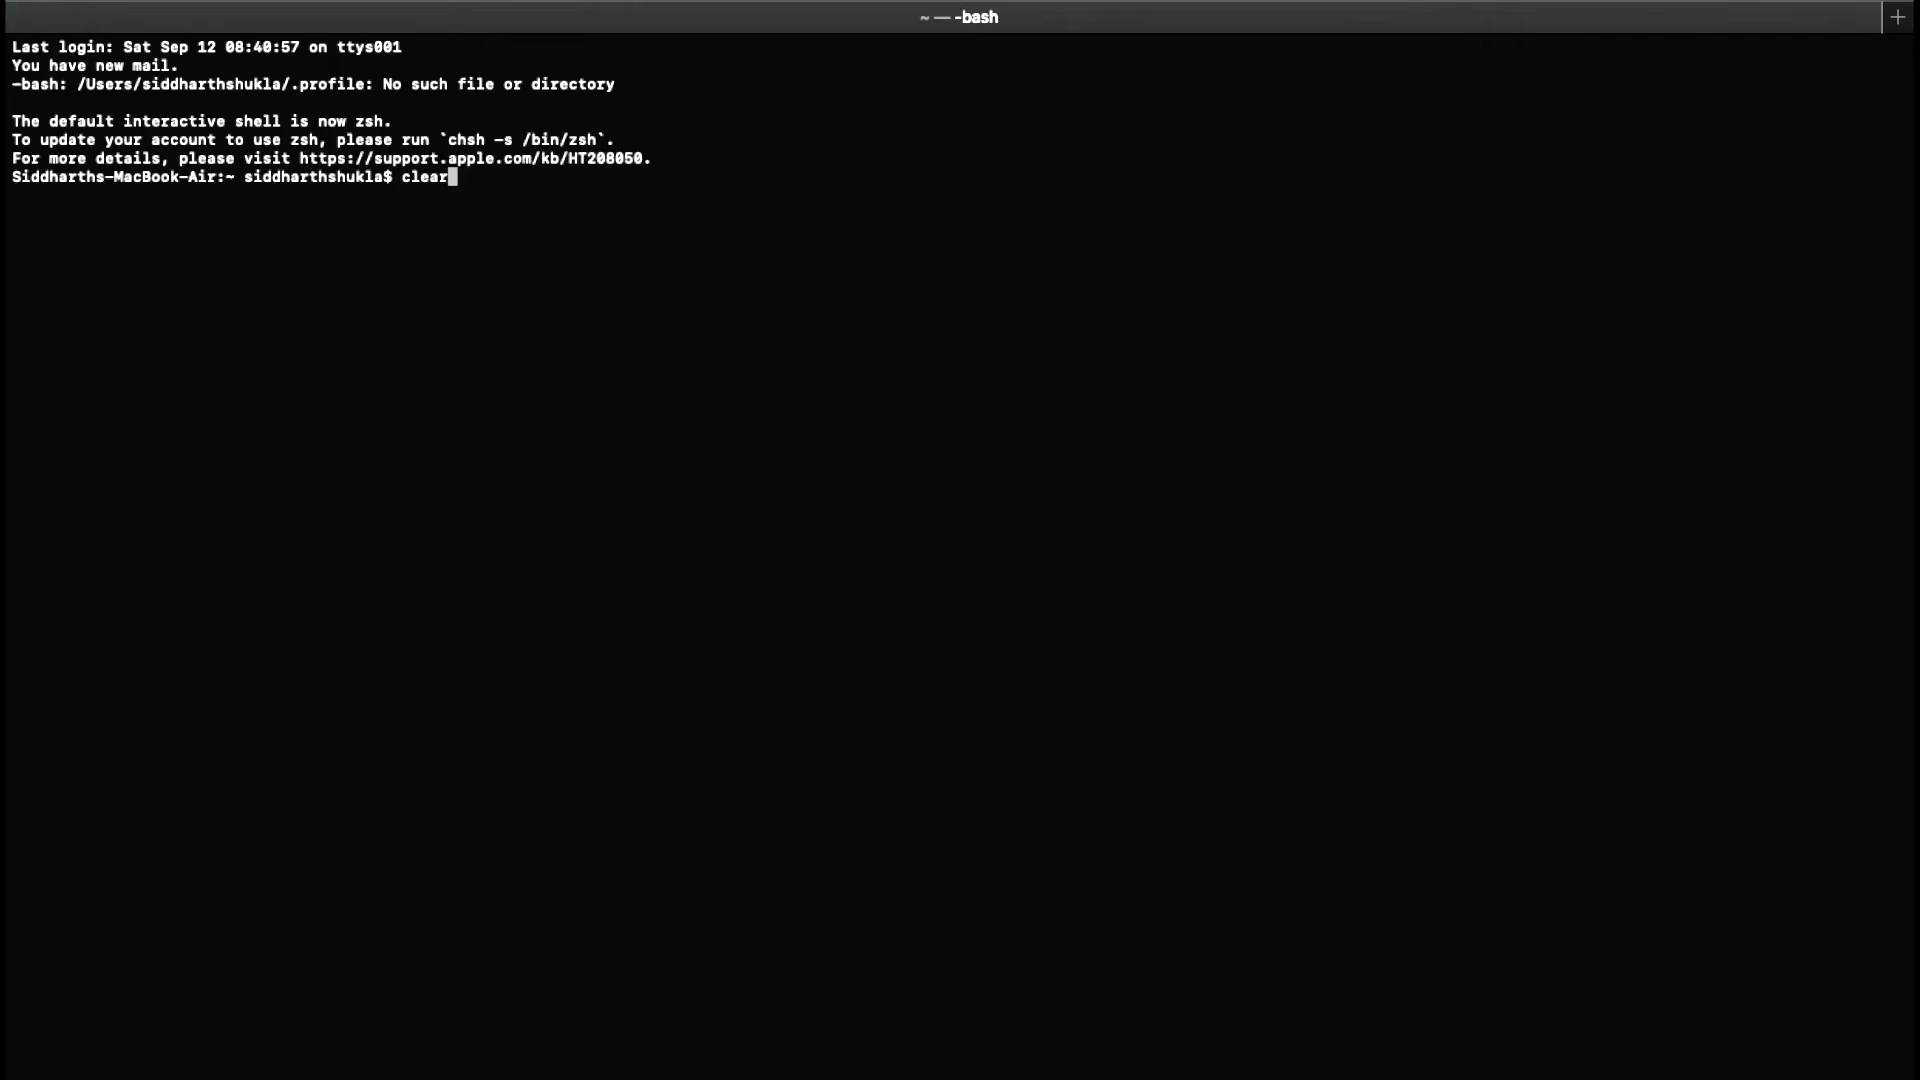 ~ — -bash
+
Last login: Sat Sep 12 08:40:57 on ttys001
You have new mail.
-bash: /Users/siddharthshukla/.profile: No such file or directory
The default interactive shell is now zsh.
To update your account to use zsh, please run `chsh -s /bin/zsh`.
For more details, please visit https://support.apple.com/kb/HT208050.
Siddharths-MacBook-Air:~ siddharthshukla$ clear